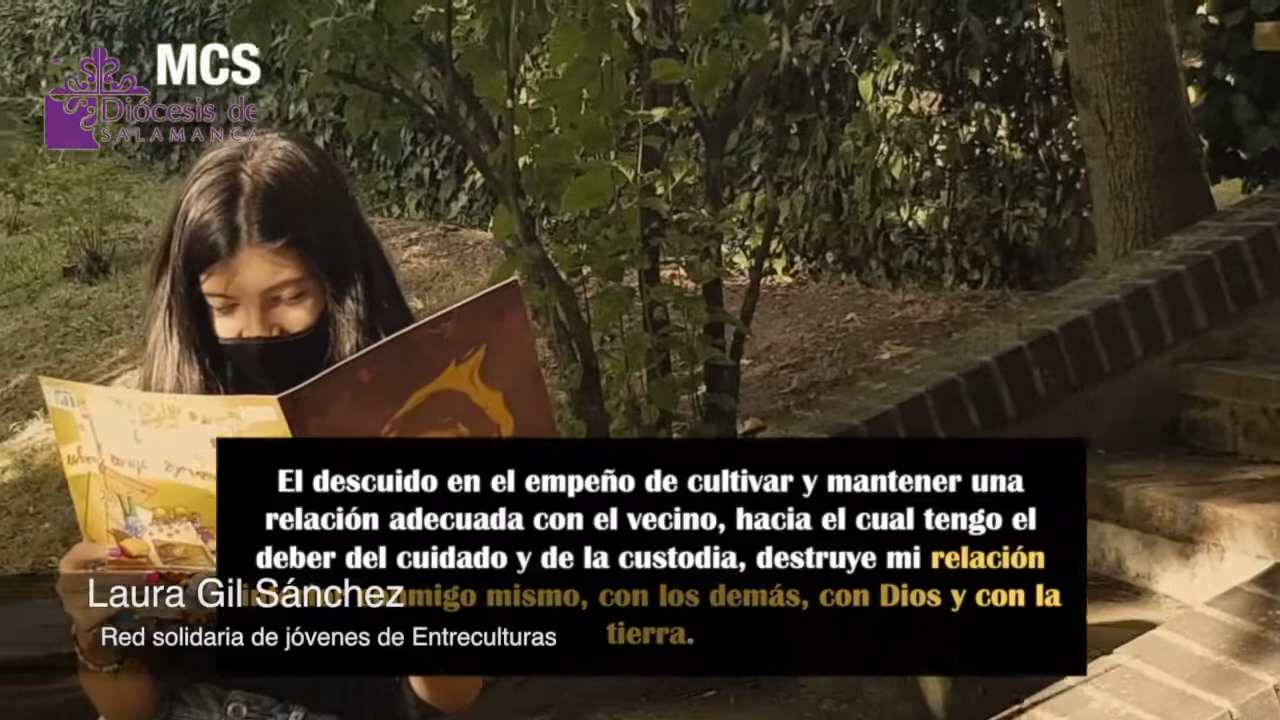 MCS
Diócesis de
SALAMANCA
El descuido en el empeño de cultivar y mantener una
relación adecuada con el vecino, hacia el cual tengo el
deber del cuidado y de la custodia, destruye mi relación
mismo, con los demás, con Dios y con la
tierra.
Laura Gil Sánchez
Red solidaria de jóvenes de Entreculturas